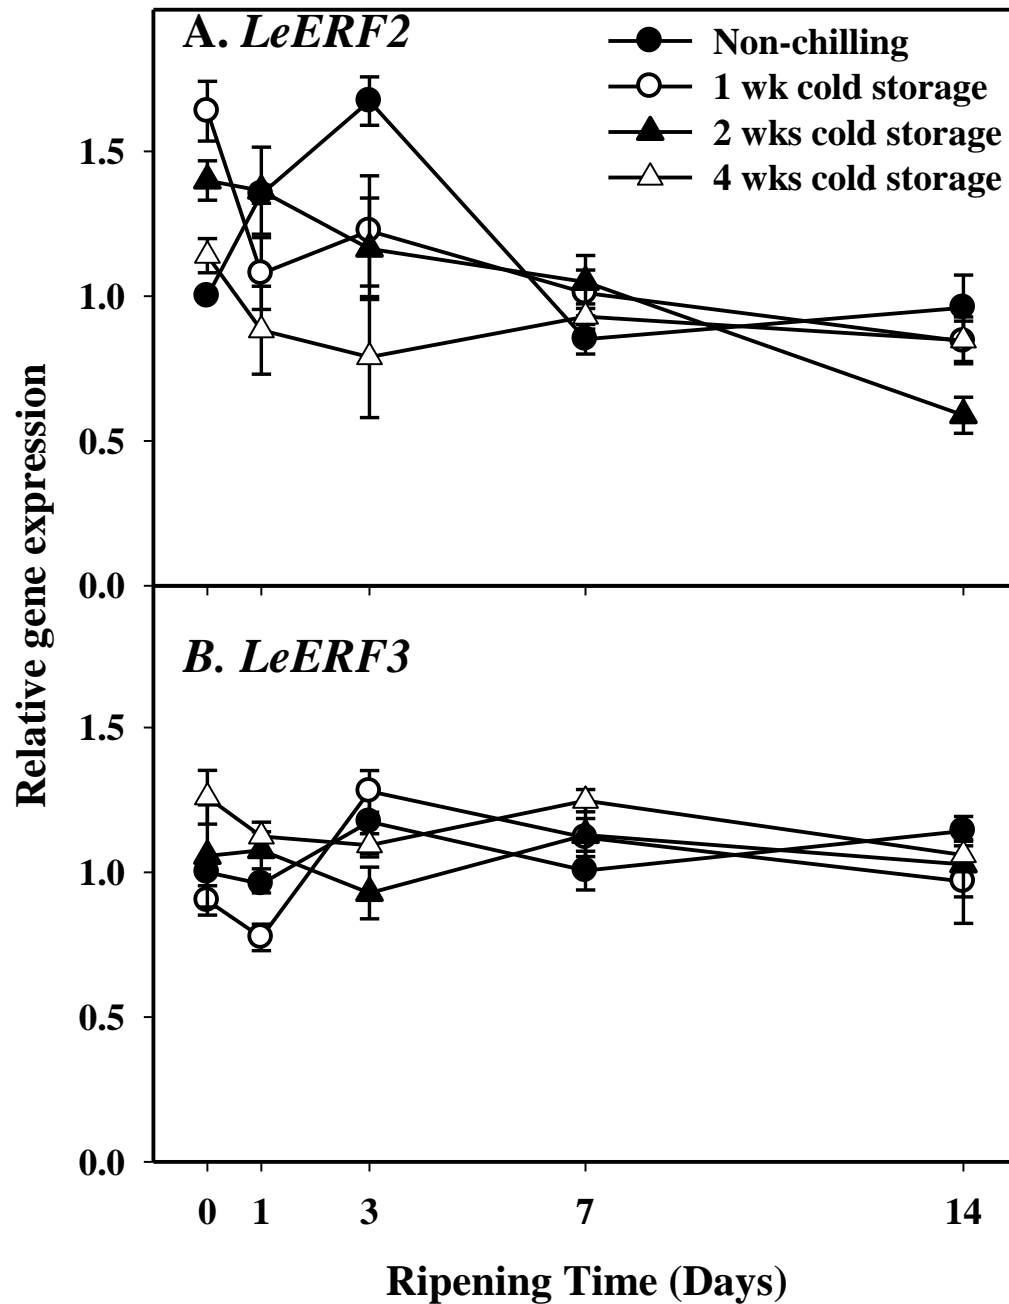 A. LeERF2
Non-chilling
1 wk cold storage
2 wks cold storage
4 wks cold storage
1.5
1.0
0.5
0.0
Relative gene expression
B. LeERF3
1.5
1.0
0.5
0.0
0 1 3 7 14
Ripening Time (Days)